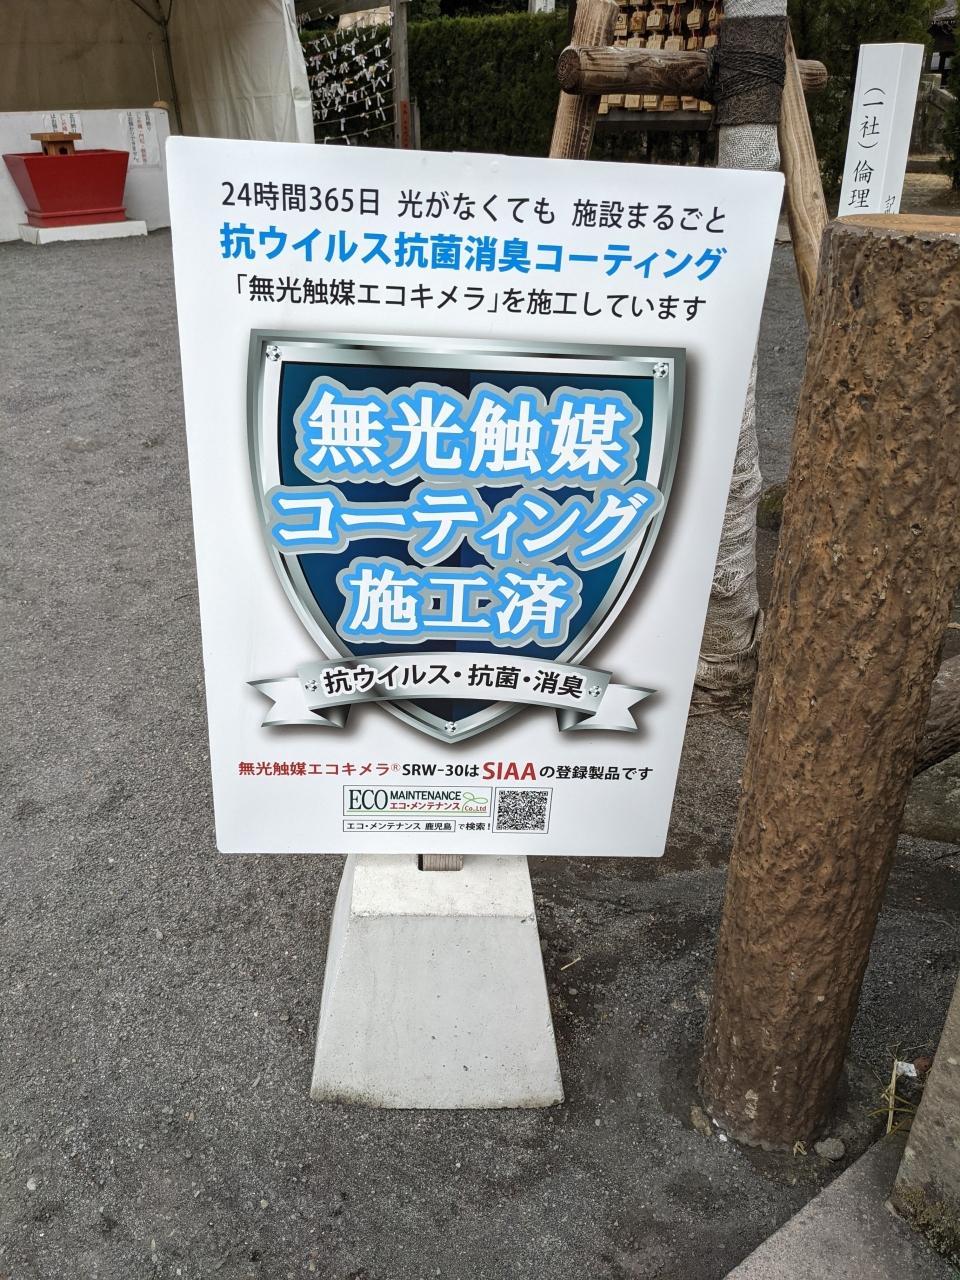 24時間365日 光がなくても 施設まるごと
抗ウイルス抗菌消臭コーティング
「無光触媒エコキメラ」を施工しています
無光触媒
コーティング
施工済
抗ウイルス・抗菌・消臭
無光触媒エコキメラ®SRW-30はSIAAの登録製品です
ECO MAINTENANCE
エコ・メンテナンス Co.,Ltd
エコ・メンテナンス 鹿児島 で検索!
(一社)倫理